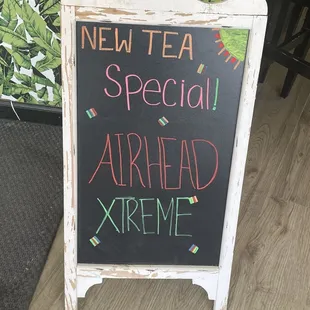 NEW TEA
Special!
AIRHEAD
XTREME